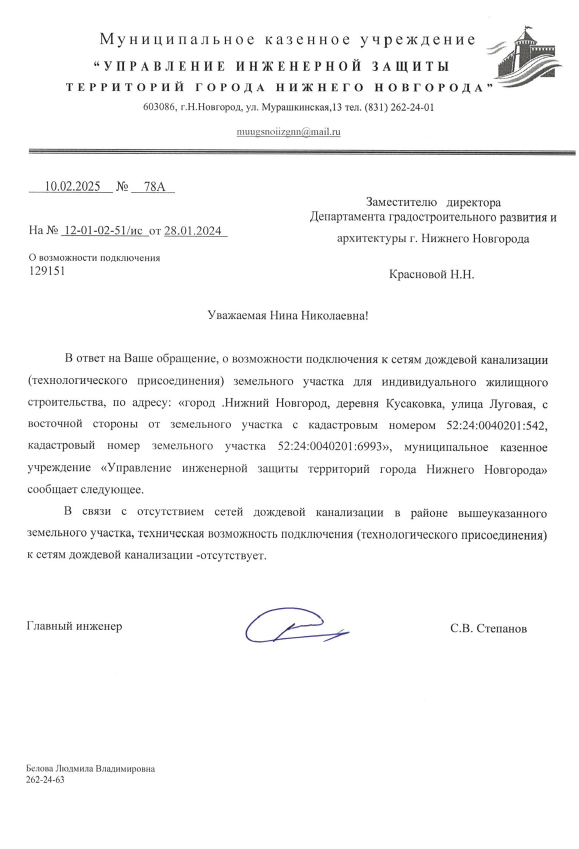 Муниципальное казенное учреждение
“УПРАВЛЕНИЕ ИНЖЕНЕРНОЙ ЗАЩИТЫ
ТЕРРИТОРИЙ ГОРОДА НИЖНЕГО НОВГОРОДА”
603086, г.Н.Новгород, ул. Мурашкинская,13 тел. (831) 262-24-01
muugsnoiizgnn@mail.ru
10.02.2025 № 78А
Заместителю директора
Департамента градостроительного развития и
архитектуры г. Нижнего Новгорода
На № 12-01-02-51/ис от 28.01.2024
О возможности подключения
129151
Красновой Н.Н.
Уважаемая Нина Николаевна!
В ответ на Ваше обращение, о возможности подключения к сетям дождевой канализации
(технологического присоединения) земельного участка для индивидуального жилищного
строительства, по адресу: «город .Нижний Новгород, деревня Кусаковка, улица Луговая, с
восточной стороны от земельного участка с кадастровым номером 52:24:0040201:542,
кадастровый номер земельного участка 52:24:0040201:6993», муниципальное казенное
учреждение «Управление инженерной защиты территорий города Нижнего Новгорода»
сообщает следующее.
В связи с отсутствием сетей дождевой канализации в районе вышеуказанного
земельного участка, техническая возможность подключения (технологического присоединения)
к сетям дождевой канализации -отсутствует.
Главный инженер
С.В. Степанов
Белова Людмила Владимировна
262-24-63